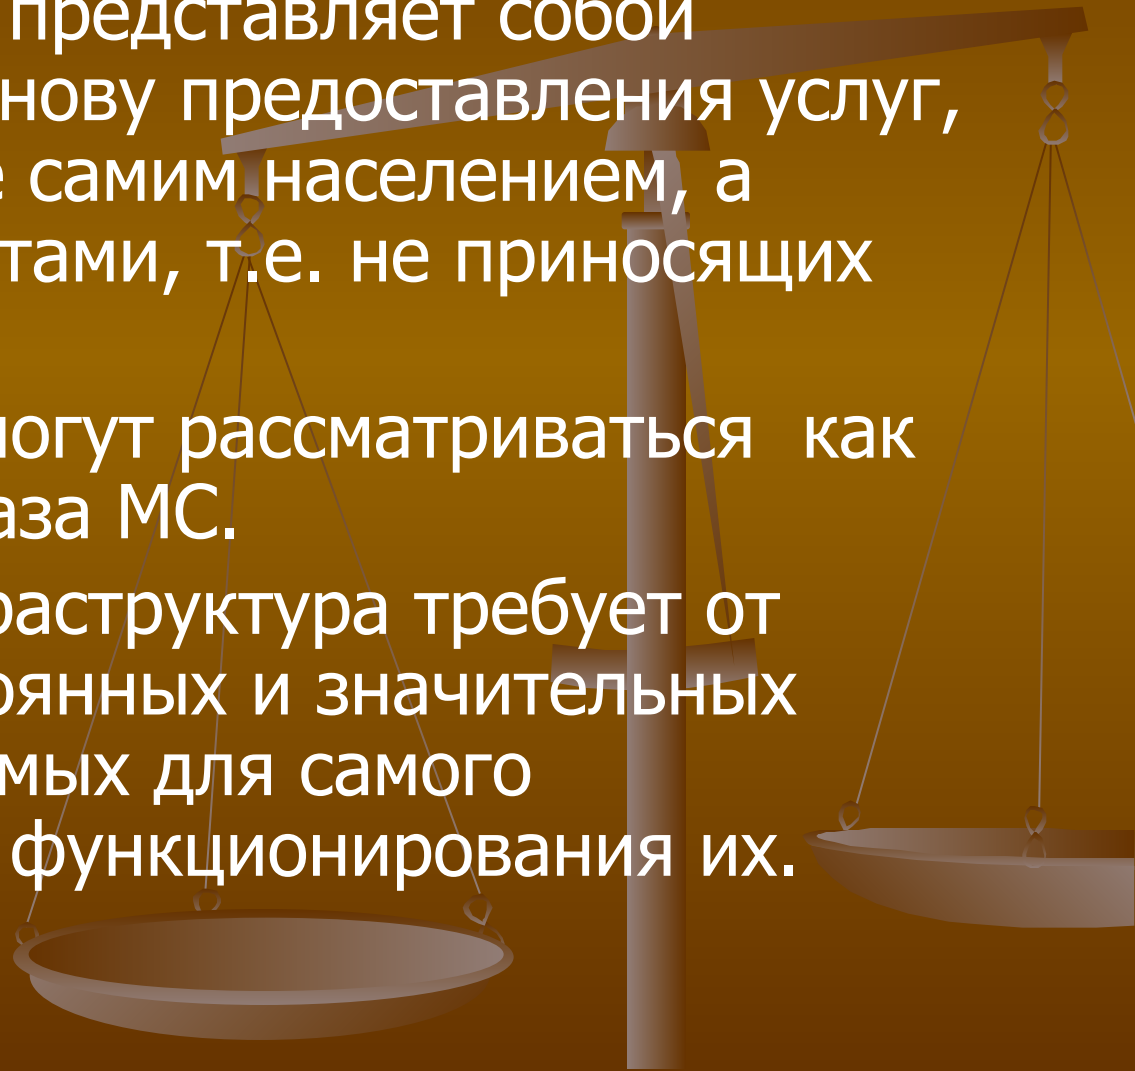 представляет собой
нову предоставления услуг,
е самим населением, а
тами, т.е. не приносящих
огут рассматриваться как
аза МС.
раструктура требует от
оянных и значительных
мых для самого
функционирования их.